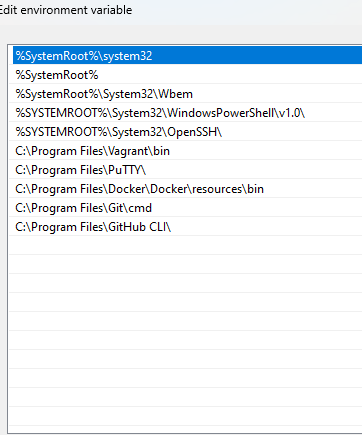 Edit environment variable
%SystemRoot%\system32
%SystemRoot%
%SystemRoot%\System32\Wbem
%SYSTEMROOT%\System32\WindowsPowerShell\v1.0\
%SYSTEMROOT%\System32\OpenSSH\
C:\Program Files\Vagrant\bin
C:\Program Files\PuTTY\
C:\Program Files\Docker\Docker\resources\bin
C:\Program Files\Git\cmd
C:\Program Files\GitHub CLI\